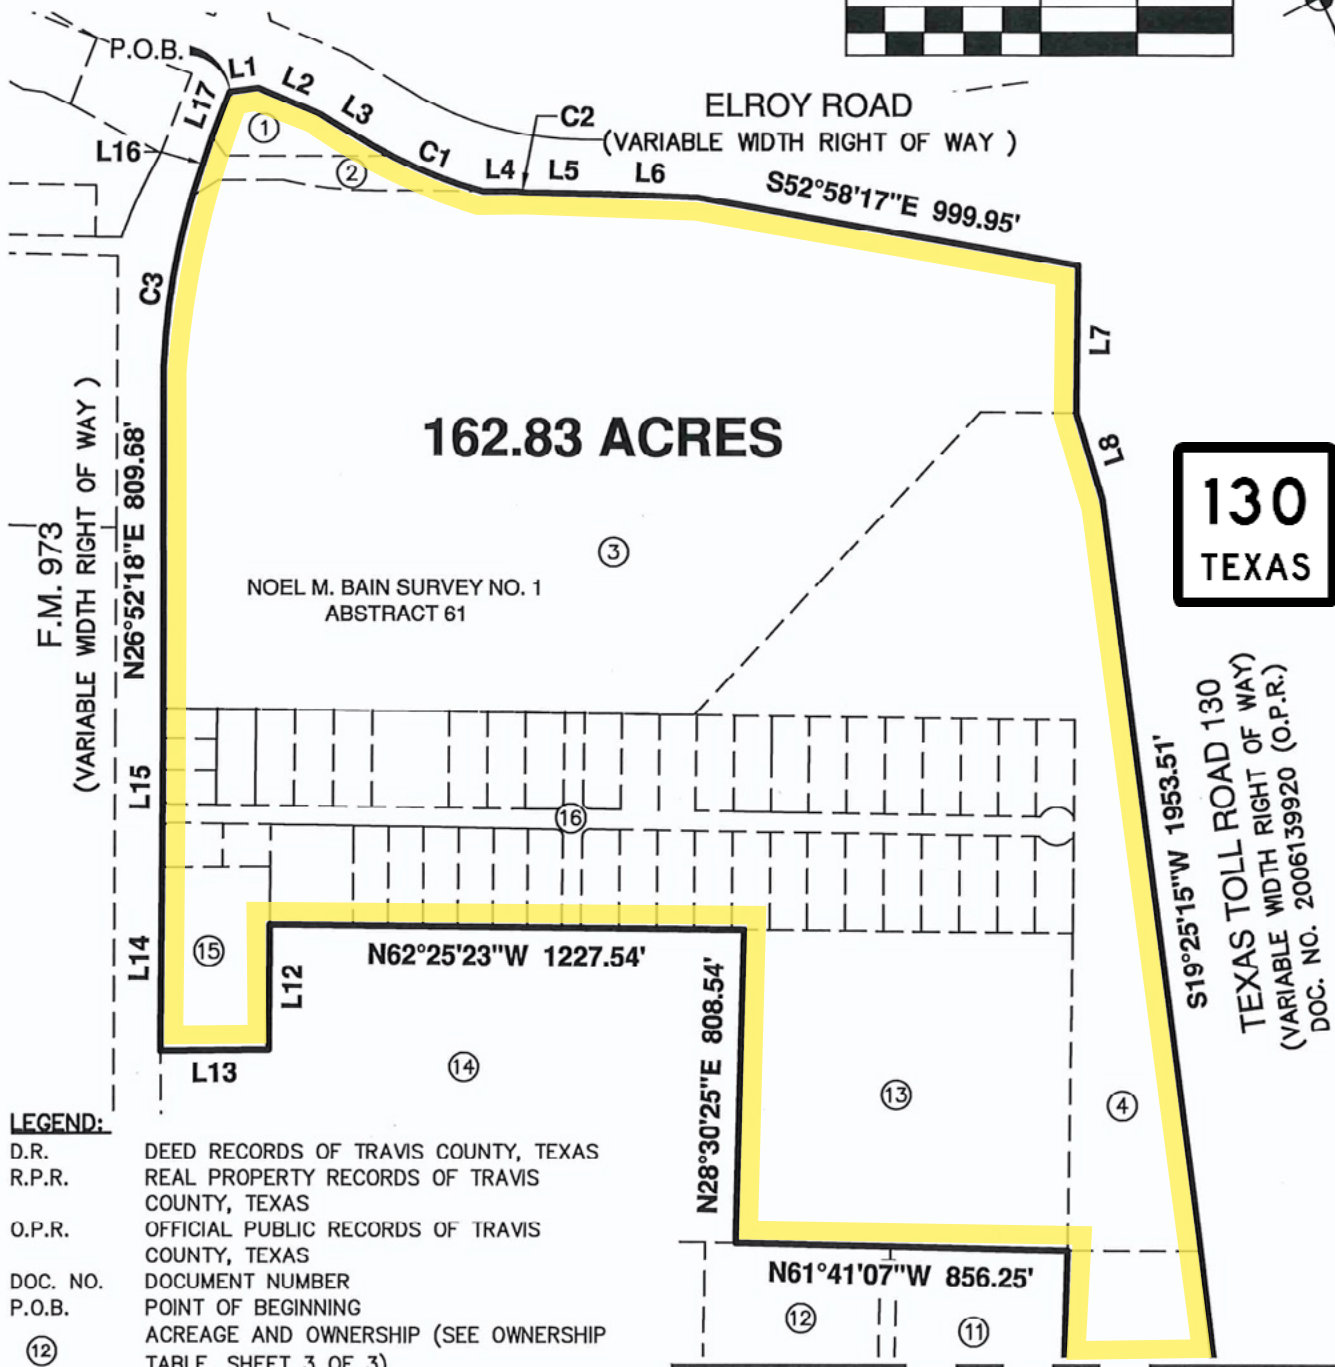 P.O.B.
L1
L2
L3
L17
L16
C1
C2
L4
L5
L6
ELROY ROAD
(VARIABLE WIDTH RIGHT OF WAY )
S52°58'17"E 999.95'
1
2
C3
L7
L8
162.83 ACRES
130
TEXAS
3
NOEL M. BAIN SURVEY NO. 1
ABSTRACT 61
F.M. 973
(VARIABLE WIDTH RIGHT OF WAY )
N26°52'18"E 809.68'
L15
L14
16
15
N62°25'23"W 1227.54'
L12
L13
14
N28°30'25"E 808.54'
13
4
S19°25'15"W 1953.51'
TEXAS TOLL ROAD 130
(VARIABLE WIDTH RIGHT OF WAY)
DOC. NO. 2006139920 (O.P.R.)
N61°41'07"W 856.25'
12
11
LEGEND:
D.R. DEED RECORDS OF TRAVIS COUNTY, TEXAS
R.P.R. REAL PROPERTY RECORDS OF TRAVIS
COUNTY, TEXAS
O.P.R. OFFICIAL PUBLIC RECORDS OF TRAVIS
COUNTY, TEXAS
DOC. NO. DOCUMENT NUMBER
P.O.B. POINT OF BEGINNING
12 ACREAGE AND OWNERSHIP (SEE OWNERSHIP
TABLE, SHEET 3 OF 3)